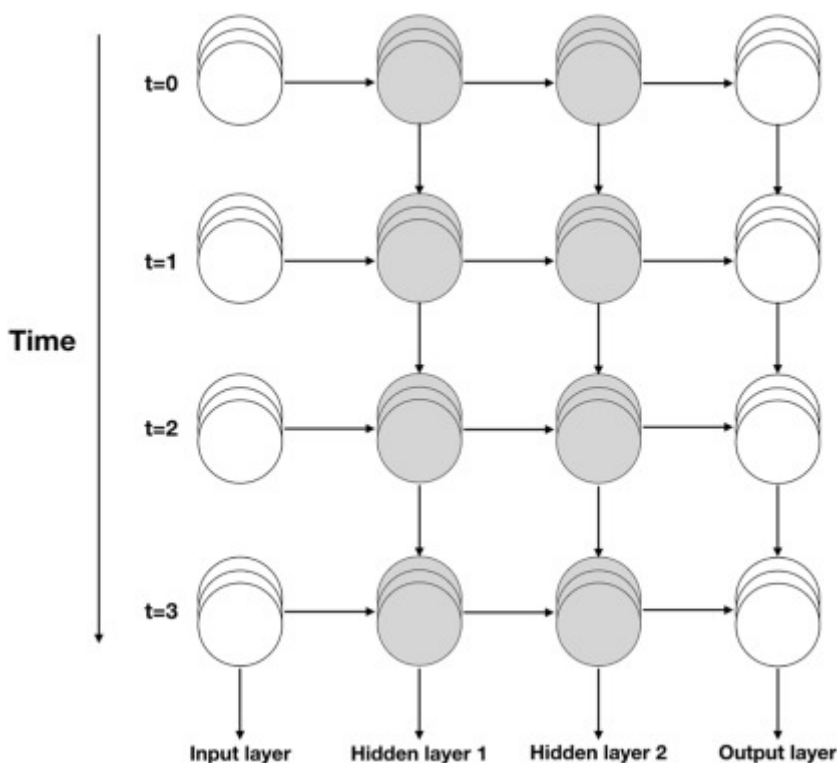 t=0
t=1
Time
t=2
t=3
Input layer Hidden layer 1 Hidden layer 2 Output layer